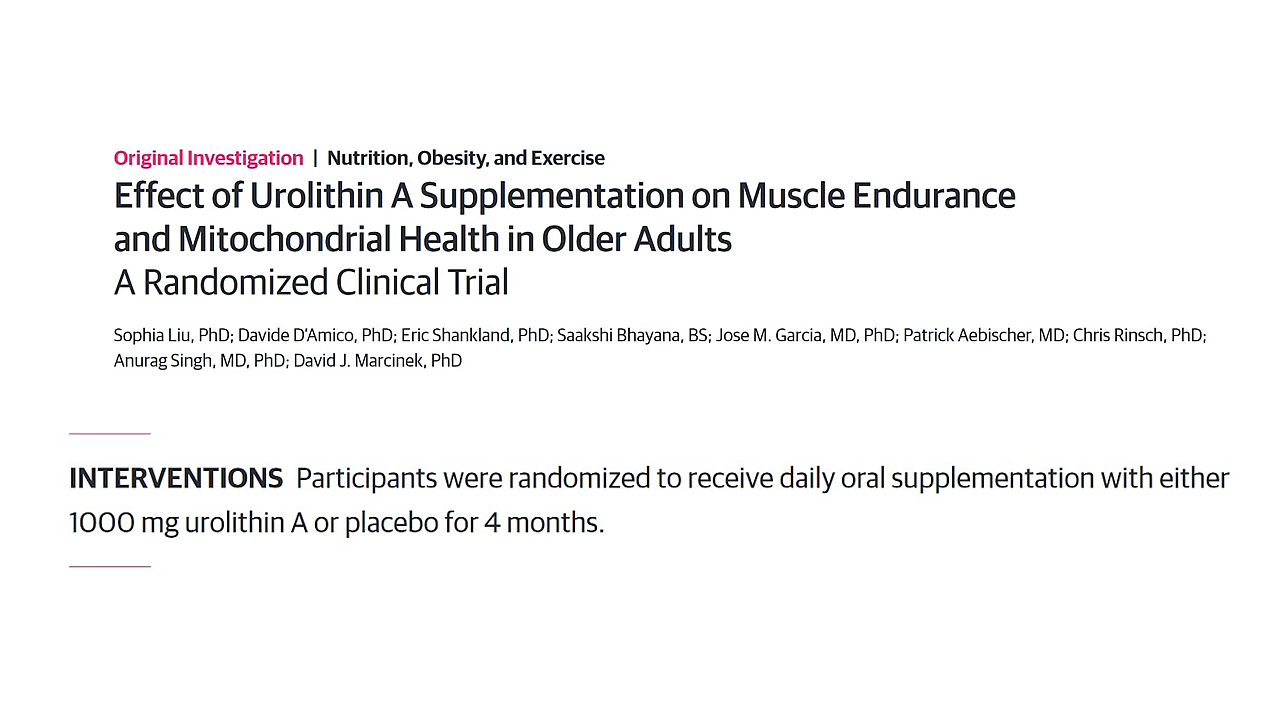 Original Investigation | Nutrition, Obesity, and Exercise
Effect of Urolithin A Supplementation on Muscle Endurance
and Mitochondrial Health in Older Adults
A Randomized Clinical Trial
Sophia Liu, PhD; Davide D'Amico, PhD; Eric Shankland, PhD; Saakshi Bhayana, BS; Jose M. Garcia, MD, PhD; Patrick Aebischer, MD; Chris Rinsch, PhD;
Anurag Singh, MD, PhD; David J. Marcinek, PhD
INTERVENTIONS Participants were randomized to receive daily oral supplementation with either
1000 mg urolithin A or placebo for 4 months.